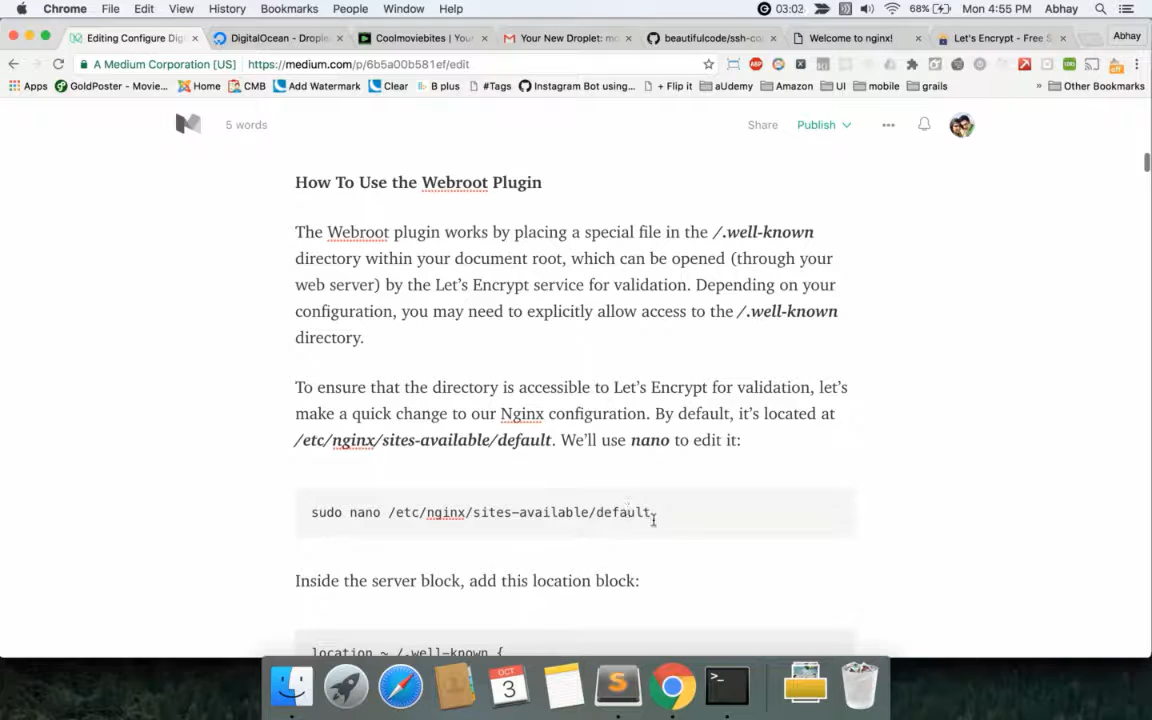 Chrome File Edit View History Bookmarks People Window Help 03:02 68% Mon 4:55 PM Abhay
Editing Configure Digi DigitalOcean - Drople Coolmoviebites | You Your New Droplet: mo beautifulcode/ssh-co Welcome to nginx! Let's Encrypt - Free S Abhay
A Medium Corporation [US] https://medium.com/p/6b5a00b581ef/edit
Apps GoldPoster - Movie... Home CMB Add Watermark Clear B plus #Tags Instagram Bot using... + Flip it aUdemy Amazon UI mobile grails » Other Bookmarks
5 words Share Publish
How To Use the Webroot Plugin
The Webroot plugin works by placing a special file in the /.well-known
directory within your document root, which can be opened (through your
web server) by the Let’s Encrypt service for validation. Depending on your
configuration, you may need to explicitly allow access to the /.well-known
directory.
To ensure that the directory is accessible to Let’s Encrypt for validation, let’s
make a quick change to our Nginx configuration. By default, it’s located at
/etc/nginx/sites-available/default. We’ll use nano to edit it:
sudo nano /etc/nginx/sites-available/default
Inside the server block, add this location block:
location ~ /.well-known {
OCT
3